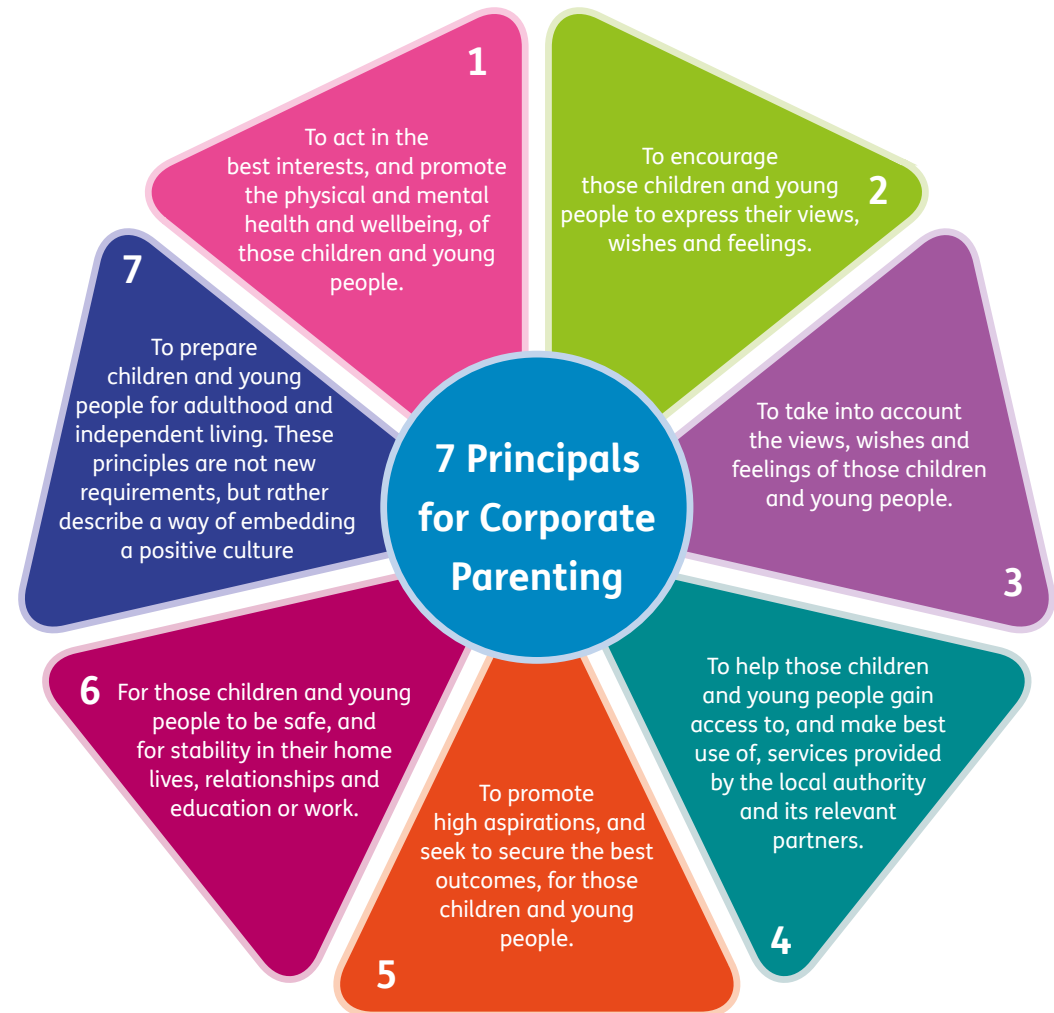 7 Principals
for Corporate
Parenting
1
To act in the
best interests, and promote
the physical and mental
health and wellbeing, of
those children and young
people.
2
To encourage
those children and young
people to express their views,
wishes and feelings.
3
To take into account
the views, wishes and
feelings of those children
and young people.
4
To help those children
and young people gain
access to, and make best
use of, services provided
by the local authority
and its relevant
partners.
5
To promote
high aspirations, and
seek to secure the best
outcomes, for those
children and young
people.
6
For those children and young
people to be safe, and
for stability in their home
lives, relationships and
education or work.
7
To prepare
children and young
people for adulthood and
independent living. These
principles are not new
requirements, but rather
describe a way of embedding
a positive culture